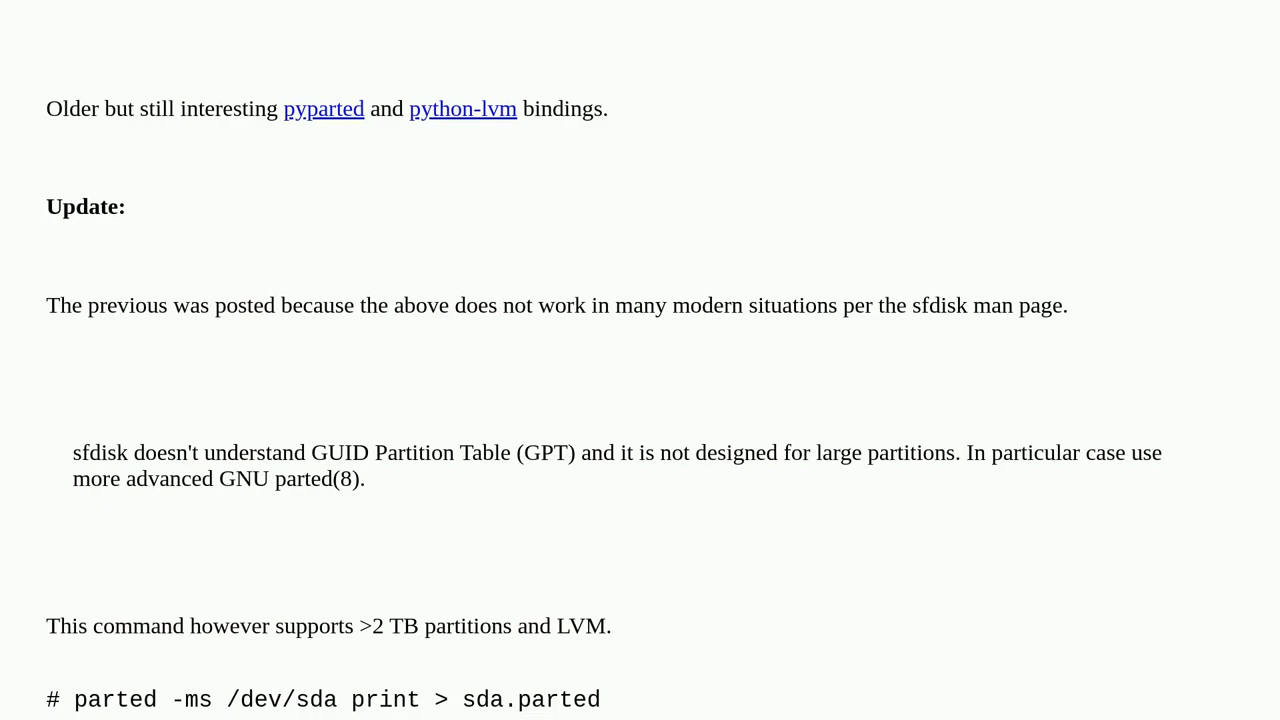 Older but still interesting pyparted and python-lvm bindings.
Update:
The previous was posted because the above does not work in many modern situations per the sfdisk man page.
sfdisk doesn't understand GUID Partition Table (GPT) and it is not designed for large partitions. In particular case use
more advanced GNU parted(8).
This command however supports >2 TB partitions and LVM.
# parted -ms /dev/sda print > sda.parted